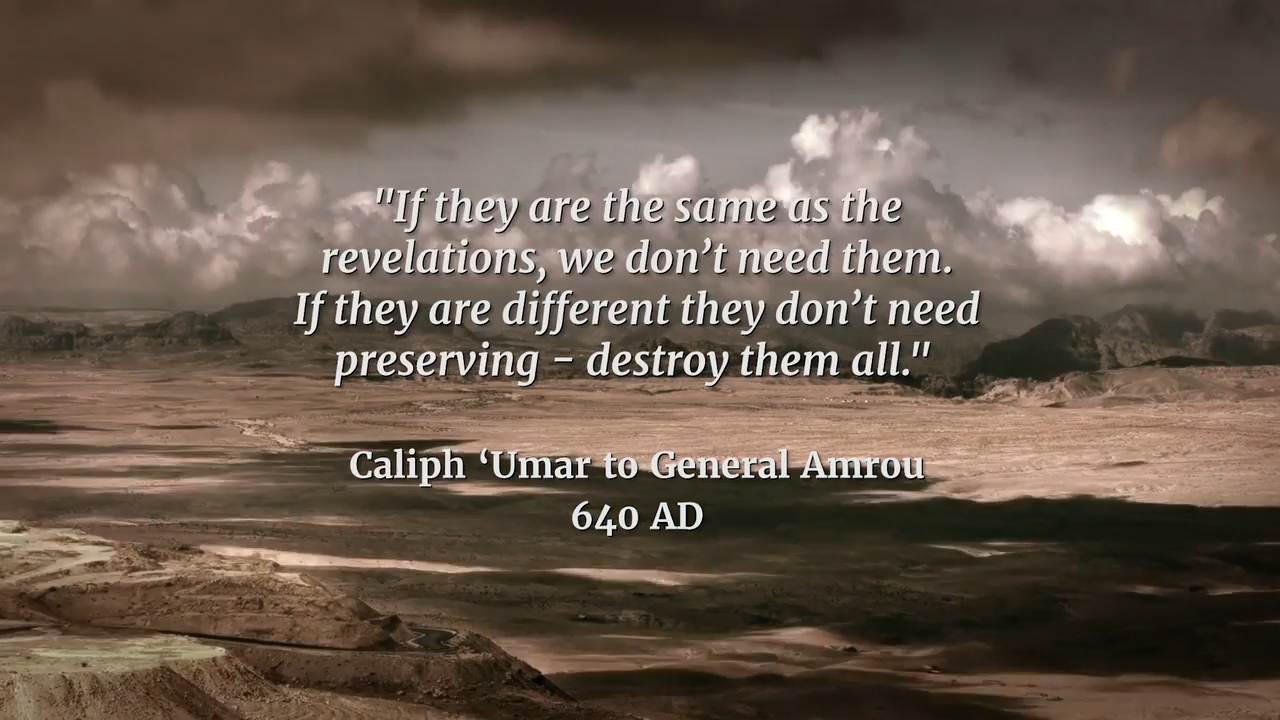 "If they are the same as the
revelations, we don’t need them.
If they are different they don’t need
preserving - destroy them all."
Caliph ‘Umar to General Amrou
640 AD